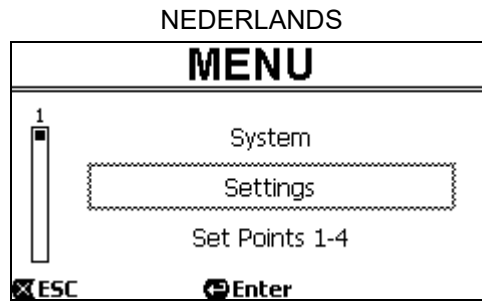 NEDERLANDS
MENU
1
System
Settings
Set Points 1-4
ESC Enter